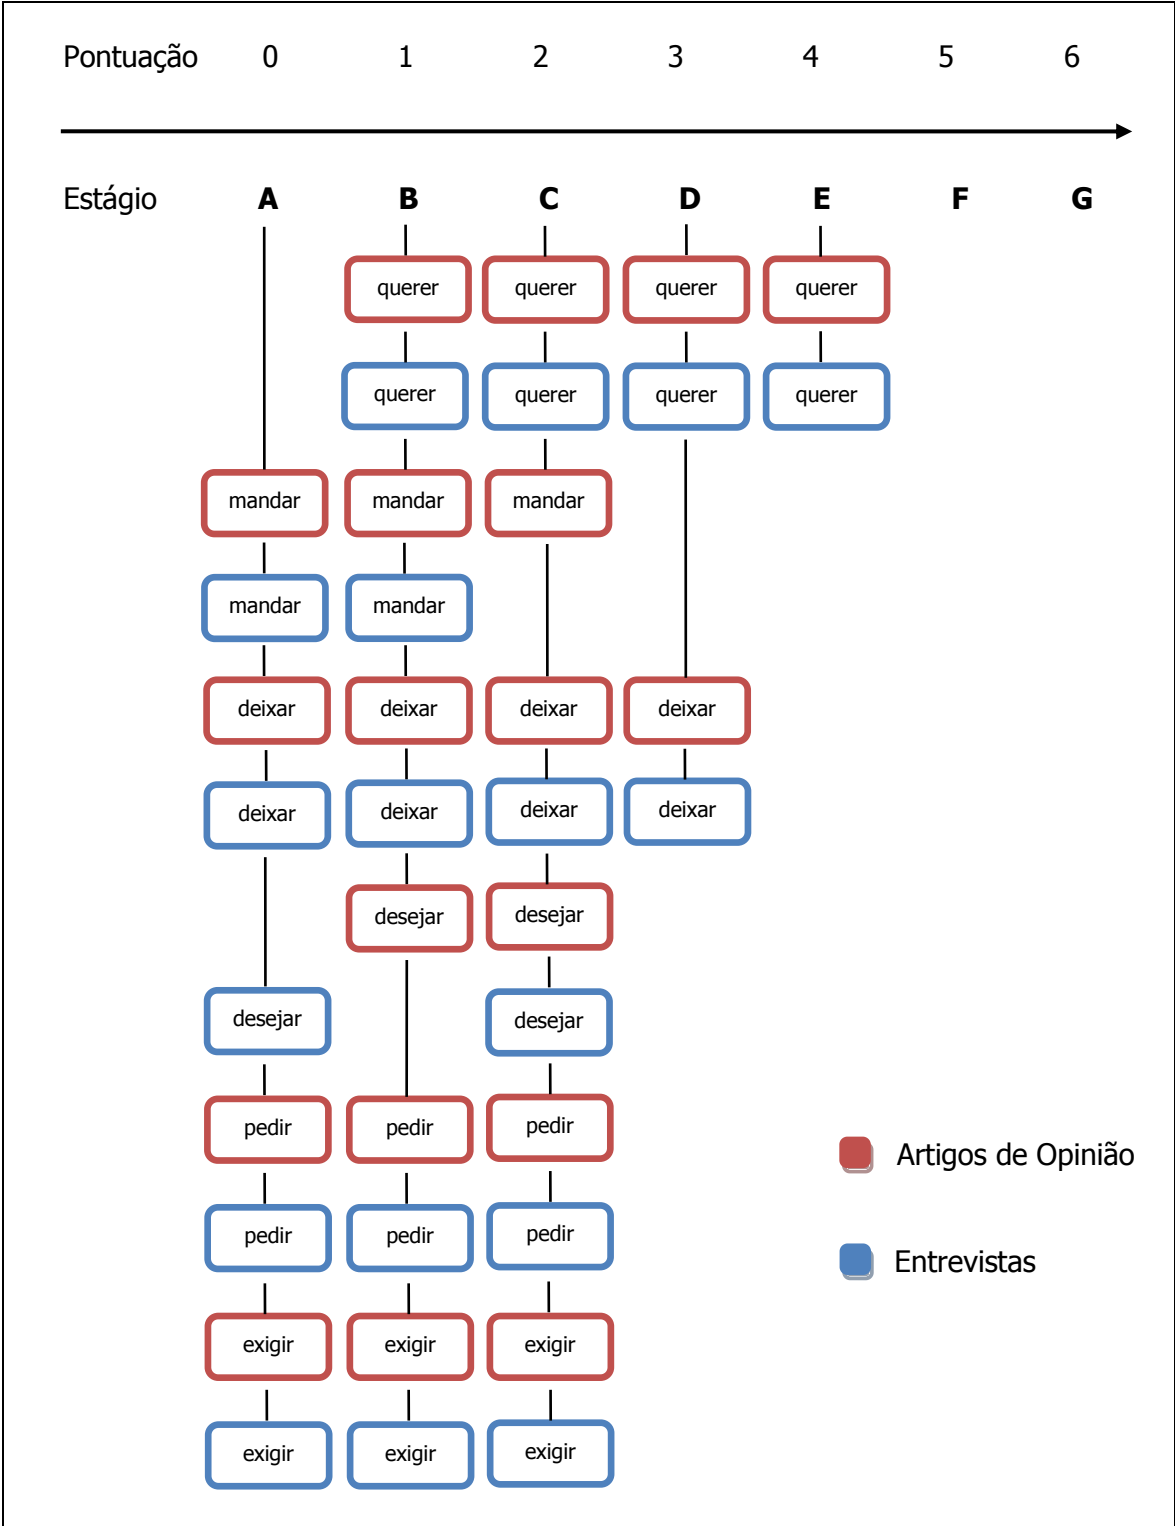 Pontuação 0 1 2 3 4 5 6
Estágio A B C D E F G
querer querer querer querer
querer querer querer querer
mandar mandar mandar
mandar mandar
deixar deixar deixar deixar
deixar deixar deixar deixar
desejar desejar
desejar desejar
pedir pedir pedir
Artigos de Opinião
pedir pedir pedir
Entrevistas
exigir exigir exigir
exigir exigir exigir